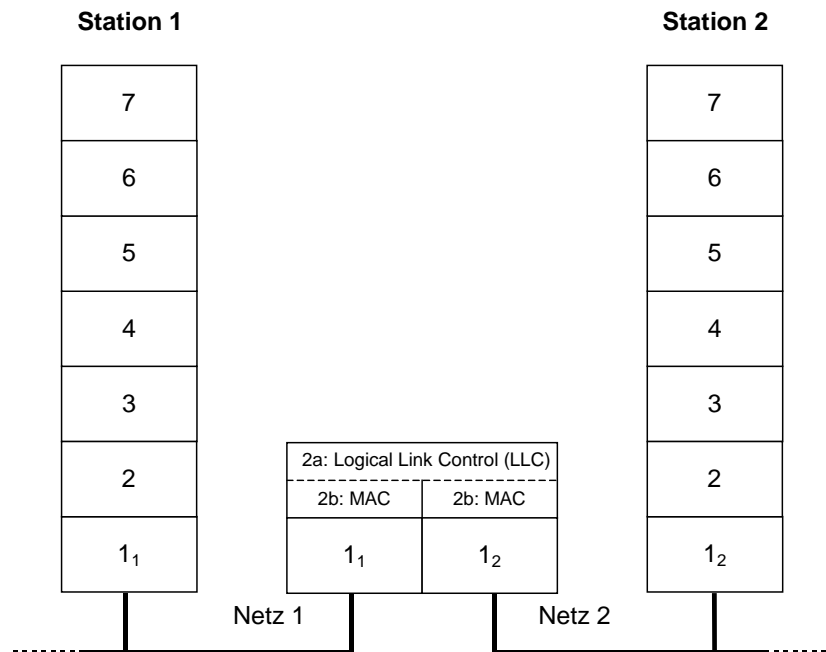 Station 1 Station 2
7 7
6 6
5 5
4 4
3 3
2a: Logical Link Control (LLC)
2 2
2b: MAC 2b: MAC
1₁ 1₁ 1₂ 1₂
Netz 1 Netz 2